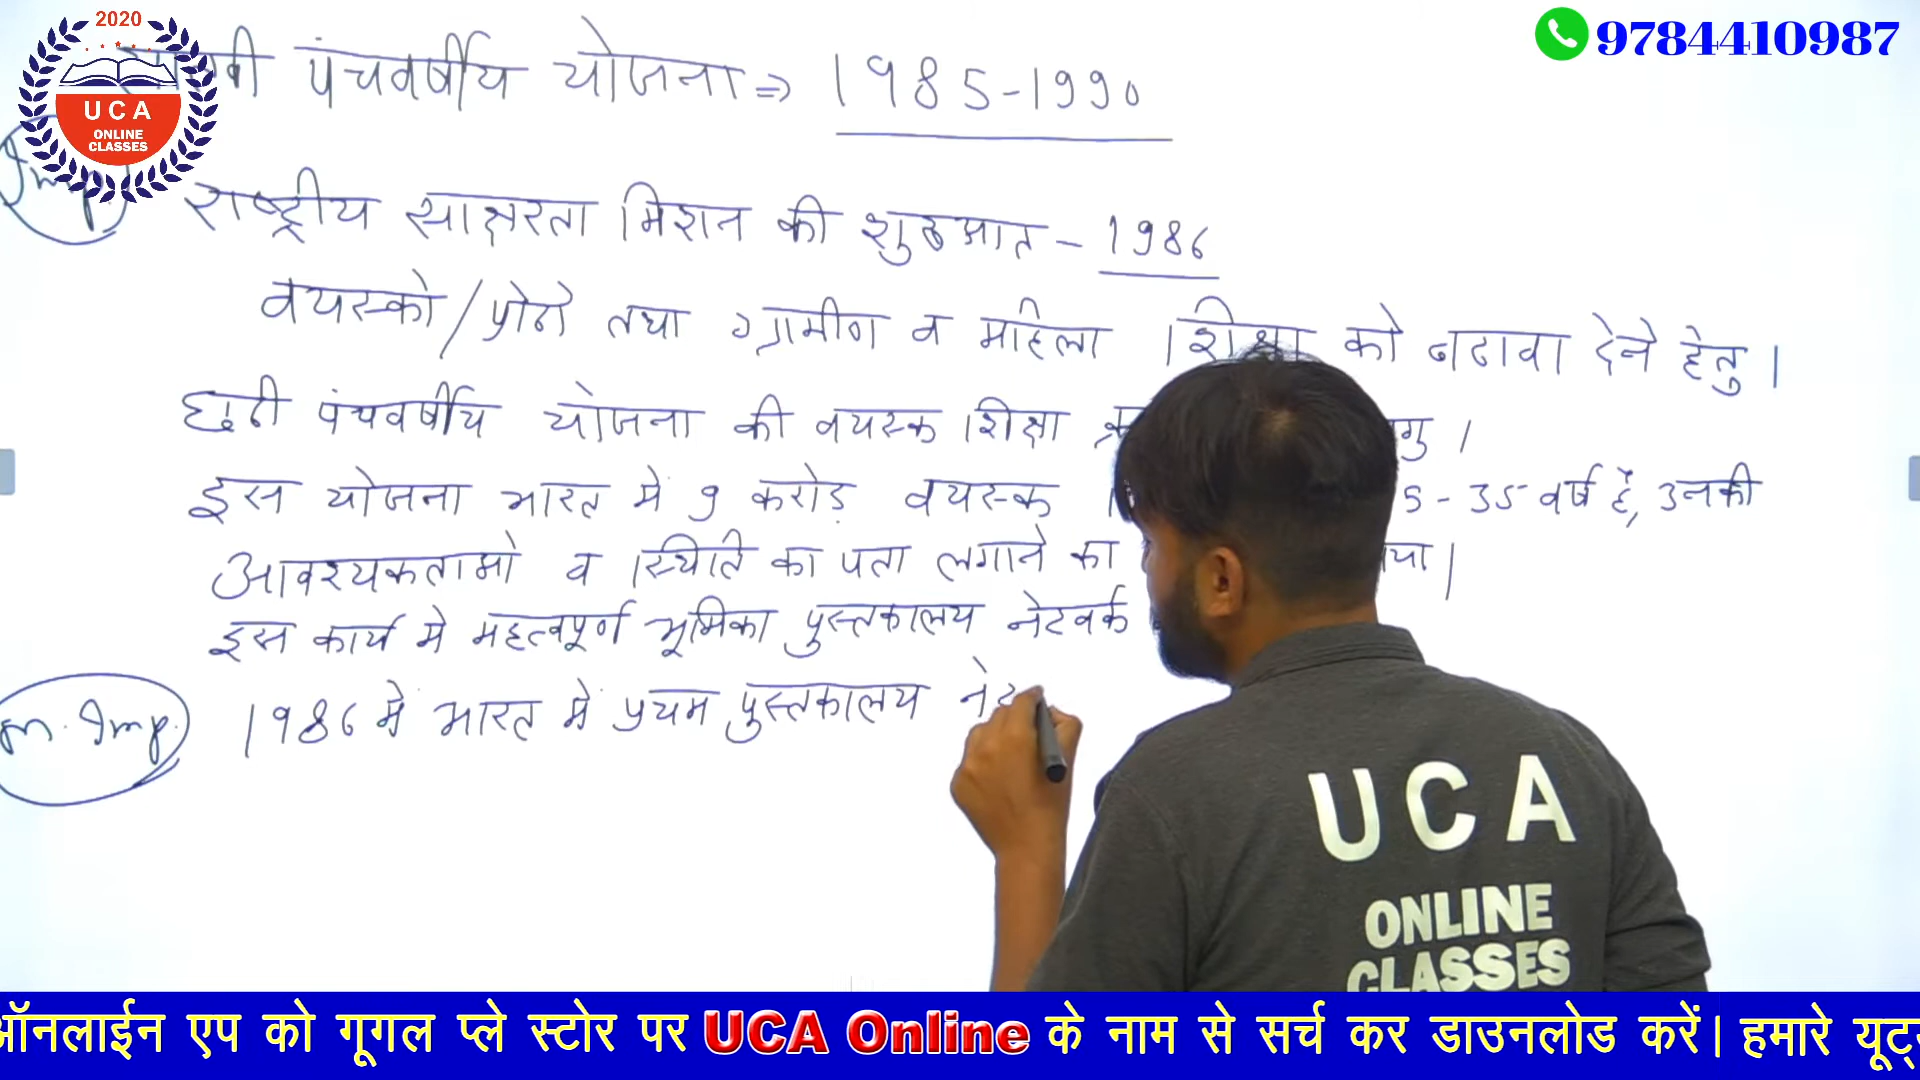 2020
UCA
ONLINE
CLASSES
9784410987
पंचवर्षीय योजना => 1985-1990
Imp
राष्ट्रीय साक्षरता मिशन की शुरुआत - 1986
वयस्को/प्रोढो तथा ग्रामीण व महिला शिक्षा को बढावा देने हेतु।
छठी पंचवर्षीय योजना की वयस्क शिक्षा
इस योजना भारत में 9 करोड़ वयस्क 5-35 वर्ष है, उनकी
आवश्यकताओ व स्थिति का पता लगाने का
इस कार्य मे महत्वपूर्ण भूमिका पुस्तकालय नेटवर्क
m. Imp.
1986 में भारत में प्रथम पुस्तकालय
UCA
ONLINE
CLASSES
ऑनलाईन एप को गूगल प्ले स्टोर पर UCA Online के नाम से सर्च कर डाउनलोड करें| हमारे